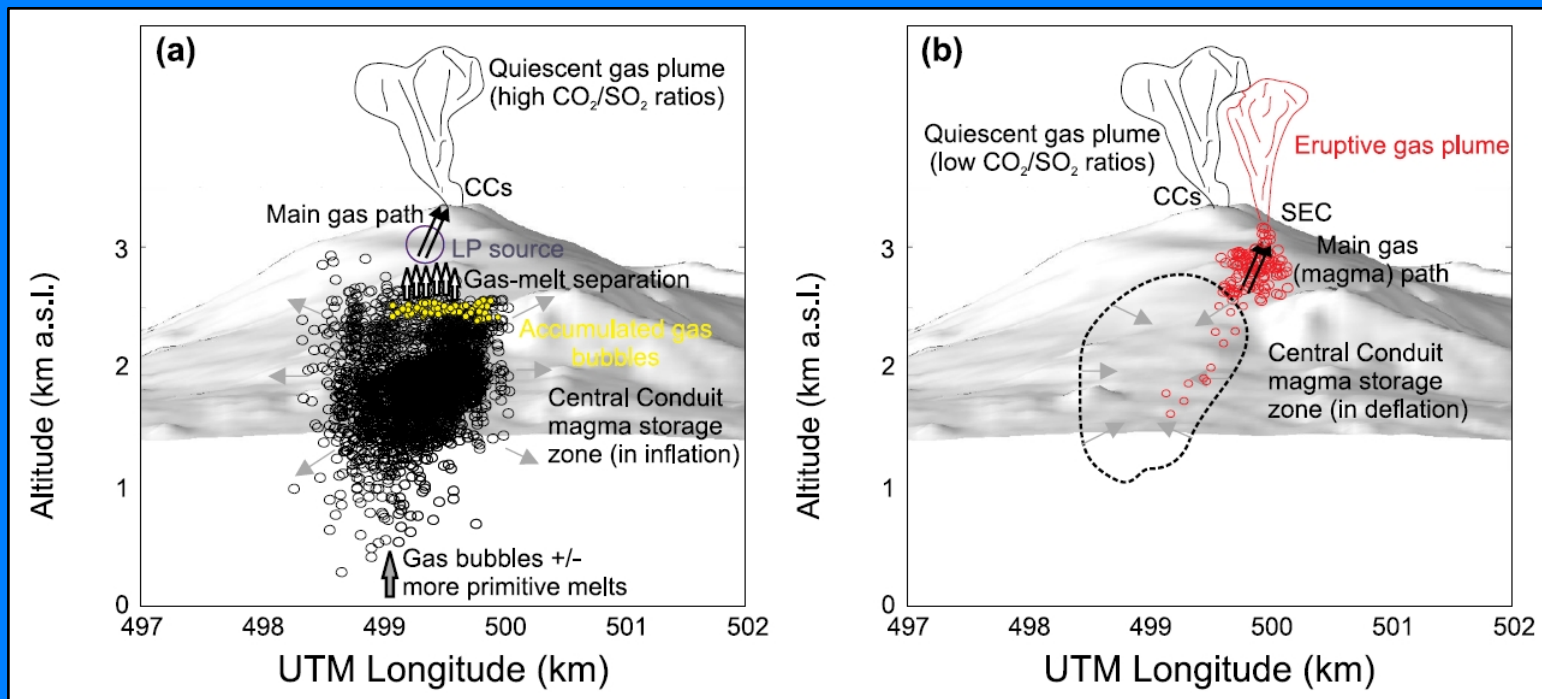 (a)
Quiescent gas plume
(high CO₂/SO₂ ratios)
CCs
Main gas path
LP source
Gas-melt separation
Accumulated gas
bubbles
Central Conduit
magma storage
zone (in inflation)
Gas bubbles +/-
more primitive melts
Altitude (km a.s.l.)
3
2
1
0
497 498 499 500 501 502
UTM Longitude (km)
(b)
Quiescent gas plume
(low CO₂/SO₂ ratios)
Eruptive gas plume
CCs
SEC
Main gas
(magma) path
Central Conduit
magma storage
zone (in deflation)
Altitude (km a.s.l.)
3
2
1
0
497 498 499 500 501 502
UTM Longitude (km)